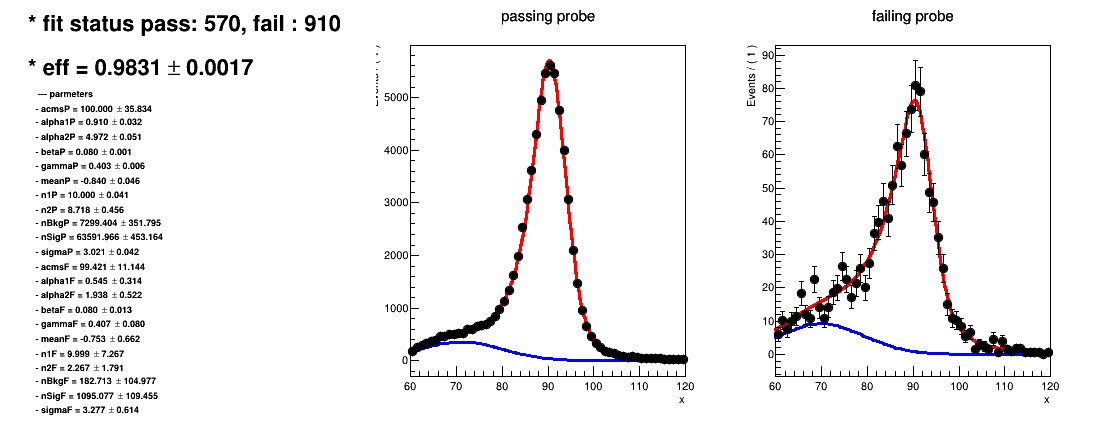 * fit status pass: 570, fail : 910
* eff = 0.9831 ± 0.0017
--- parmeters
- acmsP = 100.000 ± 35.834
- alpha1P = 0.910 ± 0.032
- alpha2P = 4.972 ± 0.051
- betaP = 0.080 ± 0.001
- gammaP = 0.403 ± 0.006
- meanP = -0.840 ± 0.046
- n1P = 10.000 ± 0.041
- n2P = 8.718 ± 0.456
- nBkgP = 7299.404 ± 351.795
- nSigP = 63591.966 ± 453.164
- sigmaP = 3.021 ± 0.042
- acmsF = 99.421 ± 11.144
- alpha1F = 0.545 ± 0.314
- alpha2F = 1.938 ± 0.522
- betaF = 0.080 ± 0.013
- gammaF = 0.407 ± 0.080
- meanF = -0.753 ± 0.662
- n1F = 9.999 ± 7.267
- n2F = 2.267 ± 1.791
- nBkgF = 182.713 ± 104.977
- nSigF = 1095.077 ± 109.455
- sigmaF = 3.277 ± 0.614
passing probe
5000
4000
3000
2000
1000
0
60 70 80 90 100 110 120
x
failing probe
Events / ( 1 )
90
80
70
60
50
40
30
20
10
0
60 70 80 90 100 110 120
x